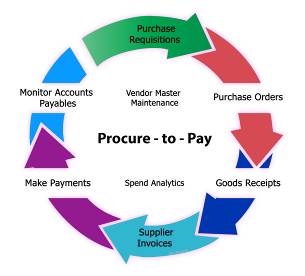 Purchase
Requisitions
Monitor Accounts
Payables
Vendor Master
Maintenance
Purchase Orders
Procure - to - Pay
Make Payments
Spend Analytics
Goods Receipts
Supplier
Invoices